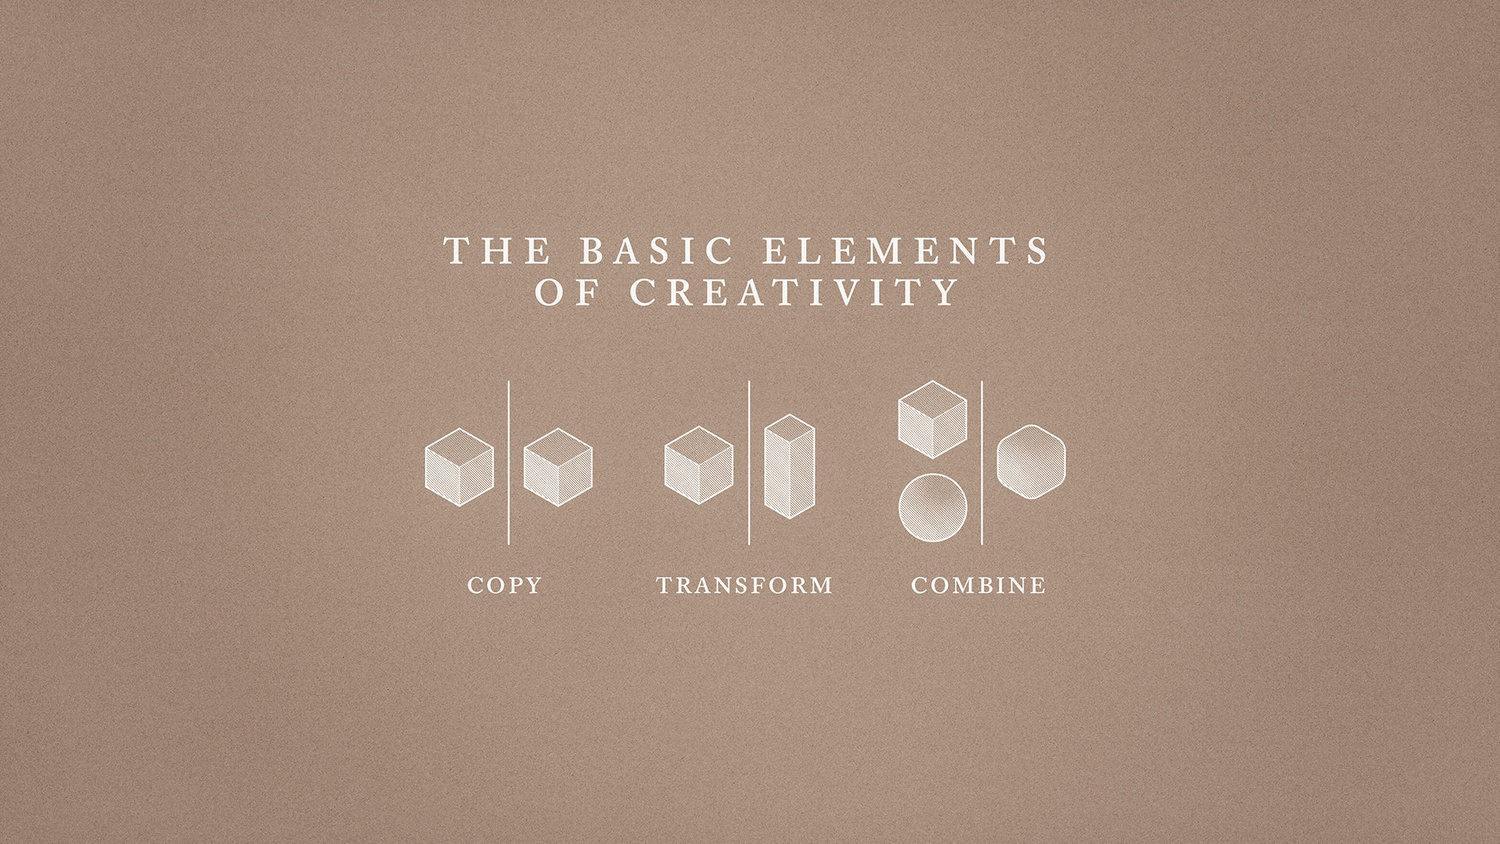 THE BASIC ELEMENTS
OF CREATIVITY
COPY
TRANSFORM
COMBINE